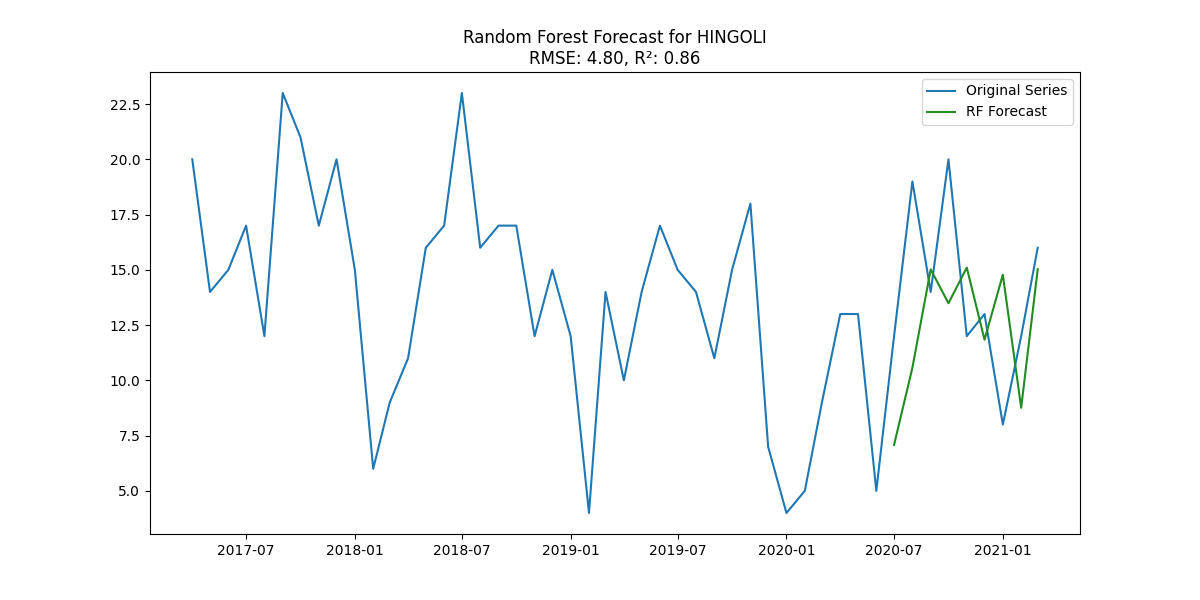 Random Forest Forecast for HINGOLI
RMSE: 4.80, R²: 0.86
Original Series
RF Forecast
22.5
20.0
17.5
15.0
12.5
10.0
7.5
5.0
2017-07 2018-01 2018-07 2019-01 2019-07 2020-01 2020-07 2021-01